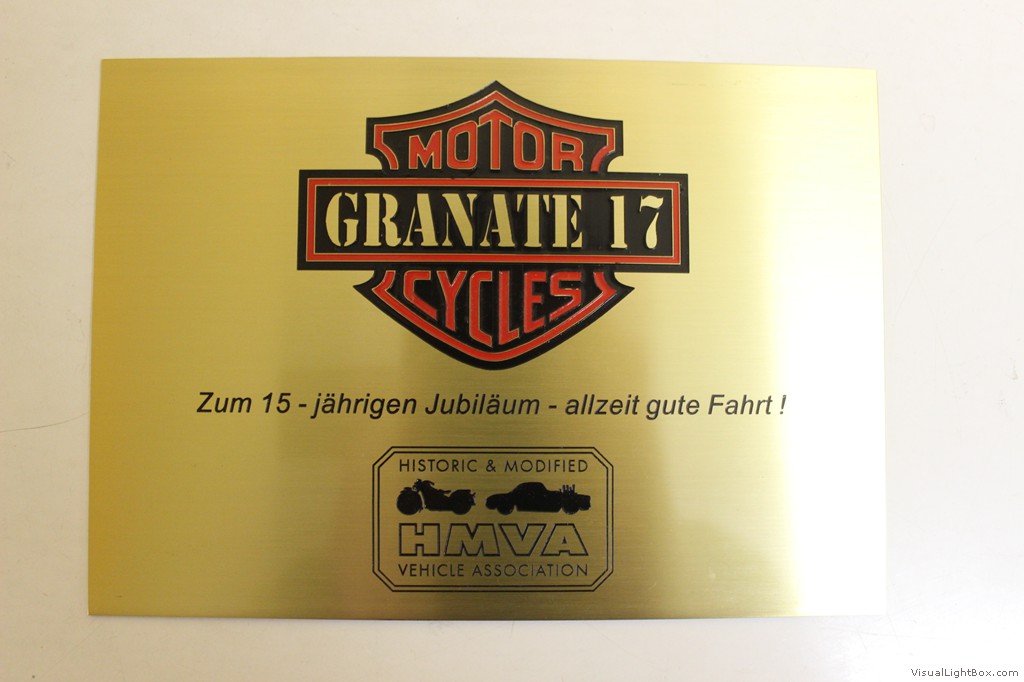 MOTOR
GRANATE 17
CYCLES
Zum 15 - jährigen Jubiläum - allzeit gute Fahrt !
HISTORIC & MODIFIED
HMVA
VEHICLE ASSOCIATION
VisualLightBox.com